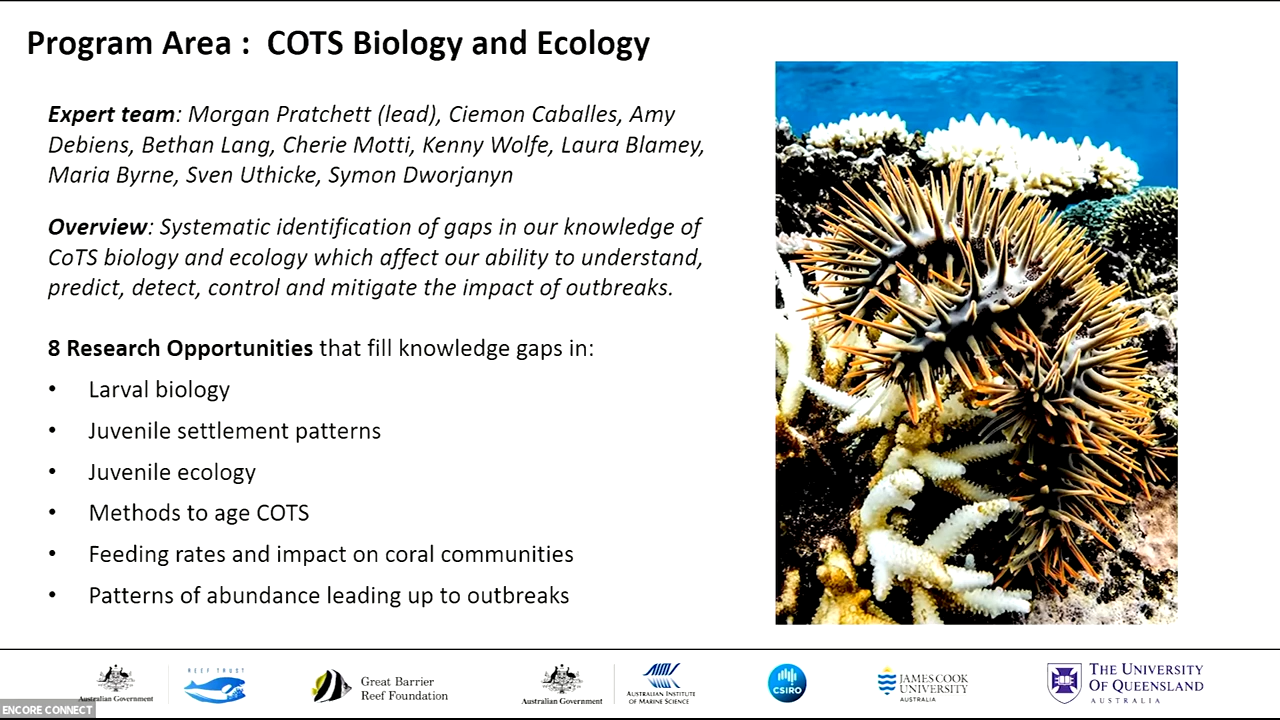 Program Area : COTS Biology and Ecology
Expert team: Morgan Pratchett (lead), Ciemon Caballes, Amy
Debiens, Bethan Lang, Cherie Motti, Kenny Wolfe, Laura Blamey,
Maria Byrne, Sven Uthicke, Symon Dworjanyn
Overview: Systematic identification of gaps in our knowledge of
CoTS biology and ecology which affect our ability to understand,
predict, detect, control and mitigate the impact of outbreaks.
8 Research Opportunities that fill knowledge gaps in:
• Larval biology
• Juvenile settlement patterns
• Juvenile ecology
• Methods to age COTS
• Feeding rates and impact on coral communities
• Patterns of abundance leading up to outbreaks
Australian Government
REEF TRUST
Great Barrier
Reef Foundation
Australian Government
AUSTRALIAN INSTITUTE
OF MARINE SCIENCE
CSIRO
JAMES COOK
UNIVERSITY
AUSTRALIA
THE UNIVERSITY
OF QUEENSLAND
AUSTRALIA
ENCORE CONNECT